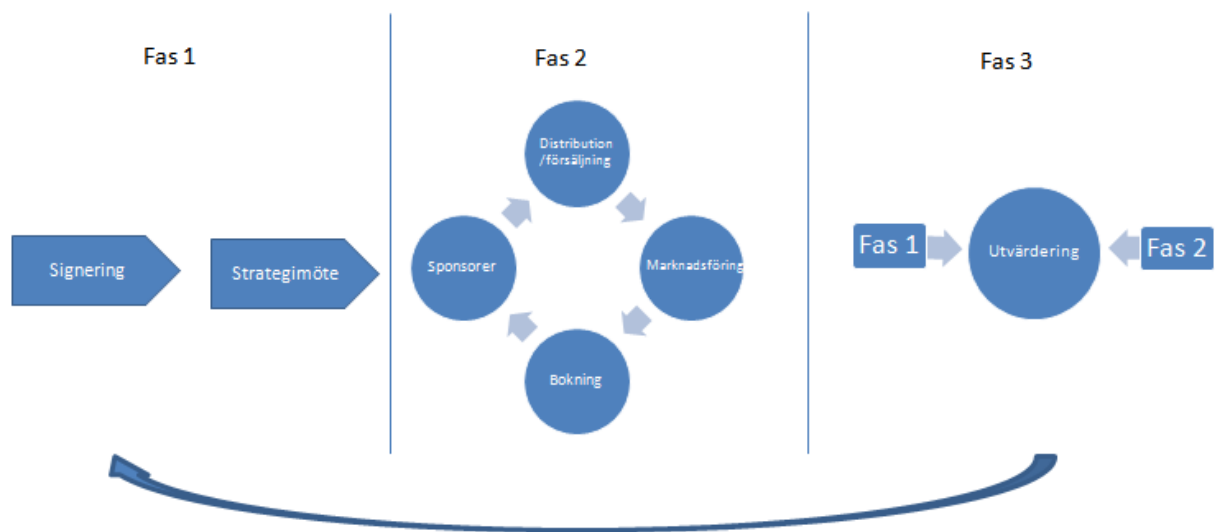 Fas 1
Fas 2
Fas 3
Signering
Strategimöte
Distribution
/försäljning
Sponsorer
Marknadsföring
Bokning
Fas 1
Utvärdering
Fas 2